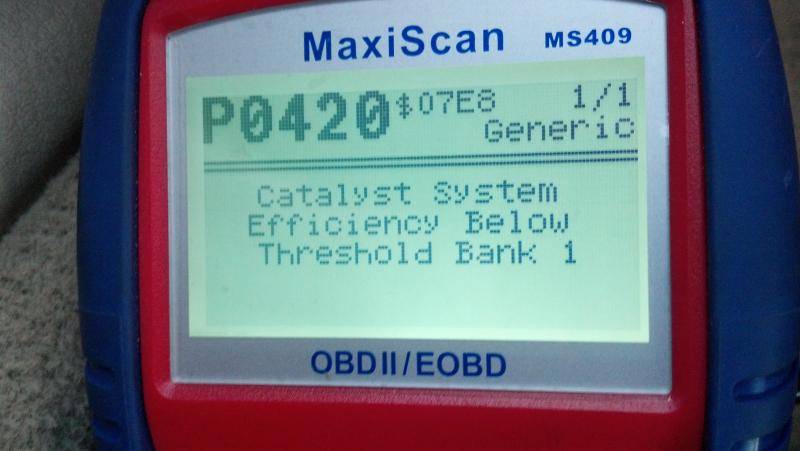 MaxiScan MS409
P0420 $07E8 1/1
Generic
Catalyst System
Efficiency Below
Threshold Bank 1
OBDII/EOBD